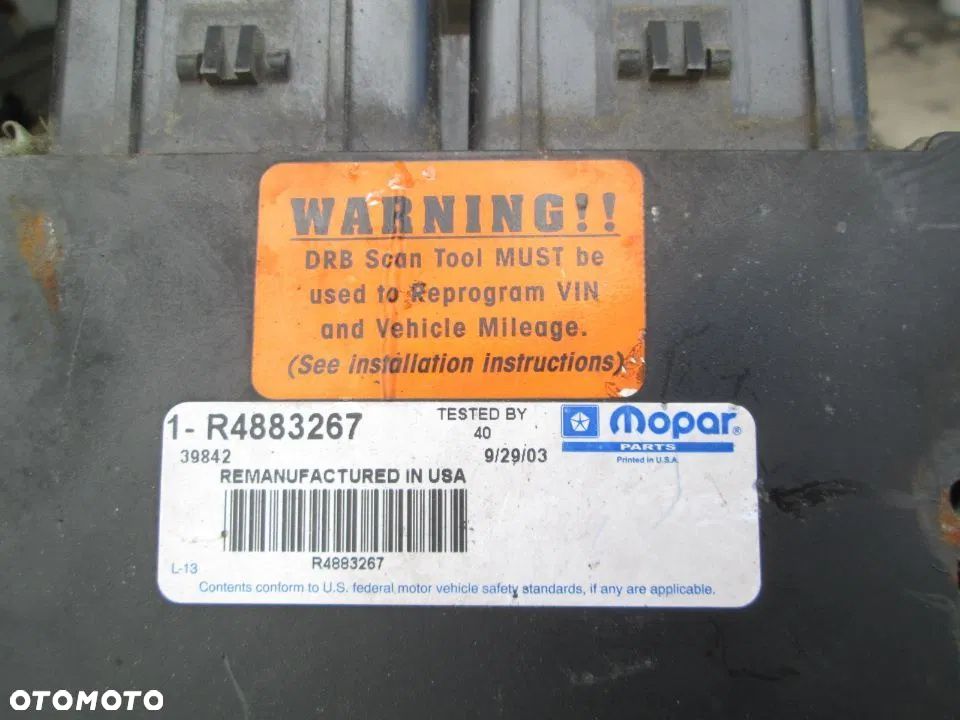 WARNING!!
DRB Scan Tool MUST be
used to Reprogram VIN
and Vehicle Mileage.
(See installation instructions)
1- R4883267
TESTED BY
40
39842
9/29/03
Mopar®
PARTS
Printed in U.S.A.
REMANUFACTURED IN USA
R4883267
L-13
Contents conform to U.S. federal motor vehicle safety standards, if any are applicable.
OTOMOTO